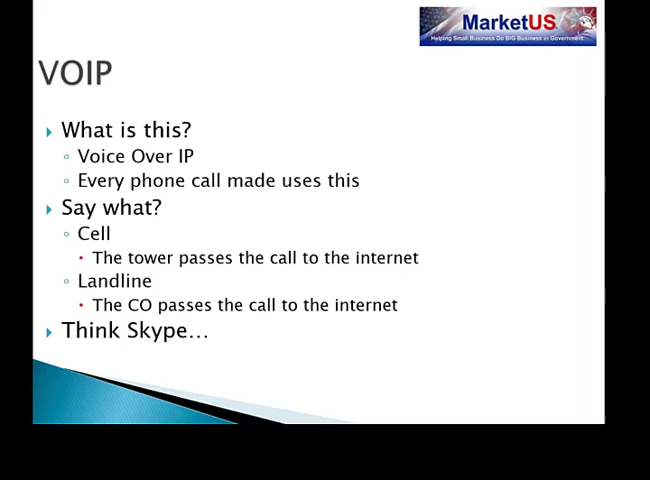 MarketUS
Helping Small Business Do BIG Business in Government
VOIP
What is this?
Voice Over IP
Every phone call made uses this
Say what?
Cell
The tower passes the call to the internet
Landline
The CO passes the call to the internet
Think Skype…